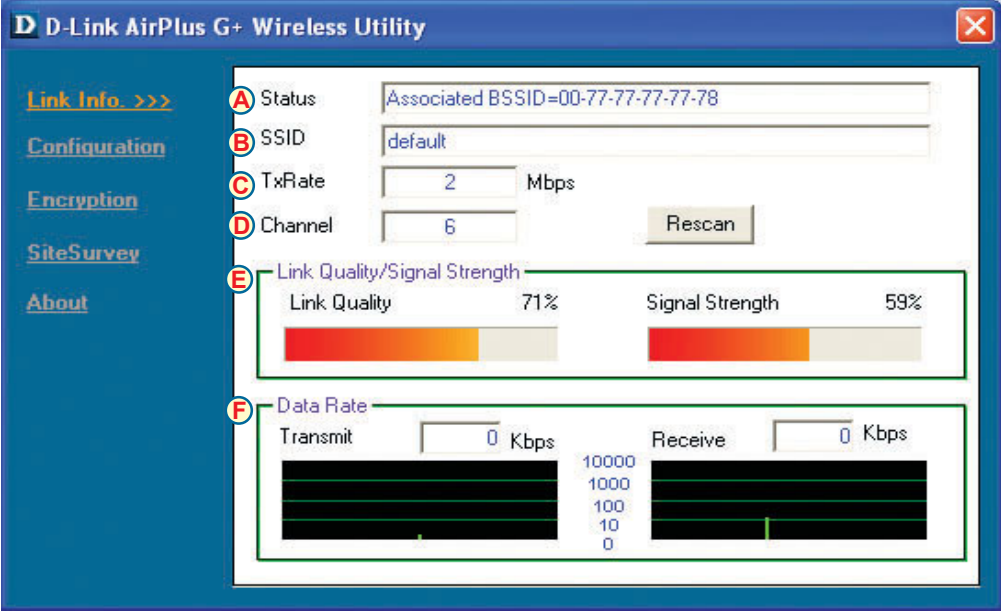 D D-Link AirPlus G+ Wireless Utility
Link Info. >>>
Configuration
Encryption
SiteSurvey
About
A Status Associated BSSID=00-77-77-77-77-78
B SSID default
C TxRate 2 Mbps
D Channel 6 Rescan
E Link Quality/Signal Strength
Link Quality 71% Signal Strength 59%
F Data Rate
Transmit 0 Kbps Receive 0 Kbps
10000
1000
100
10
0